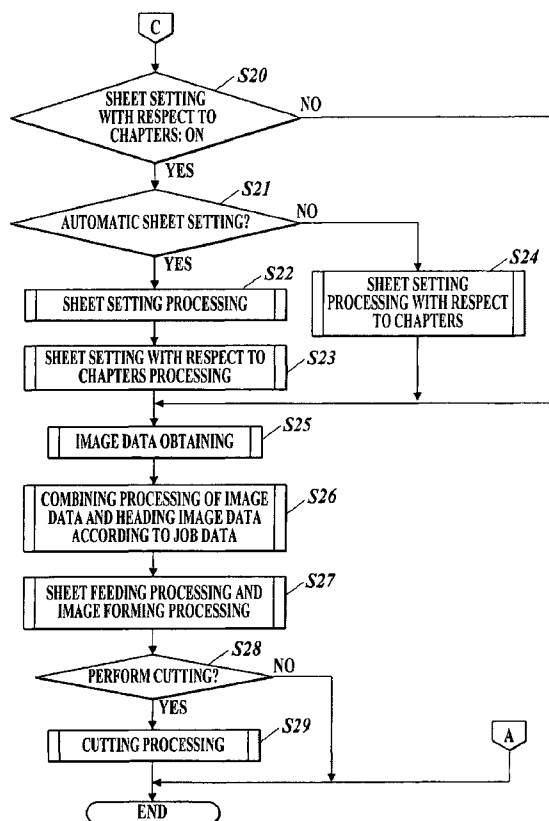 C
S20
SHEET SETTING
WITH RESPECT TO
CHAPTERS: ON
NO
YES
S21
AUTOMATIC SHEET SETTING?
NO
YES
S22
SHEET SETTING PROCESSING
S24
SHEET SETTING
PROCESSING WITH RESPECT
TO CHAPTERS
SHEET SETTING WITH RESPECT TO
CHAPTERS PROCESSING
S23
IMAGE DATA OBTAINING
S25
COMBINING PROCESSING OF IMAGE
DATA AND HEADING IMAGE DATA
ACCORDING TO JOB DATA
S26
SHEET FEEDING PROCESSING AND
IMAGE FORMING PROCESSING
S27
S28
PERFORM CUTTING?
NO
YES
S29
CUTTING PROCESSING
A
END